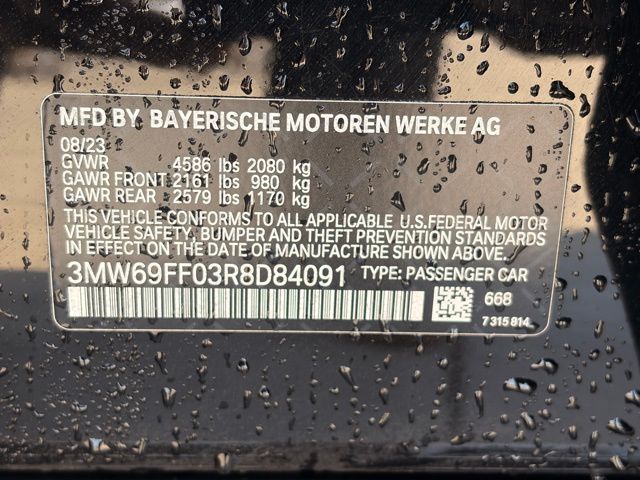 MFD BY BAYERISCHE MOTOREN WERKE AG
08/23
GVWR 4586 lbs 2080 kg
GAWR FRONT 2161 lbs 980 kg
GAWR REAR 2579 lbs 1170 kg
THIS VEHICLE CONFORMS TO ALL APPLICABLE U.S.FEDERAL MOTOR
VEHICLE SAFETY, BUMPER AND THEFT PREVENTION STANDARDS
IN EFFECT ON THE DATE OF MANUFACTURE SHOWN ABOVE.
3MW69FF03R8D84091 TYPE: PASSENGER CAR
668
7 315 814